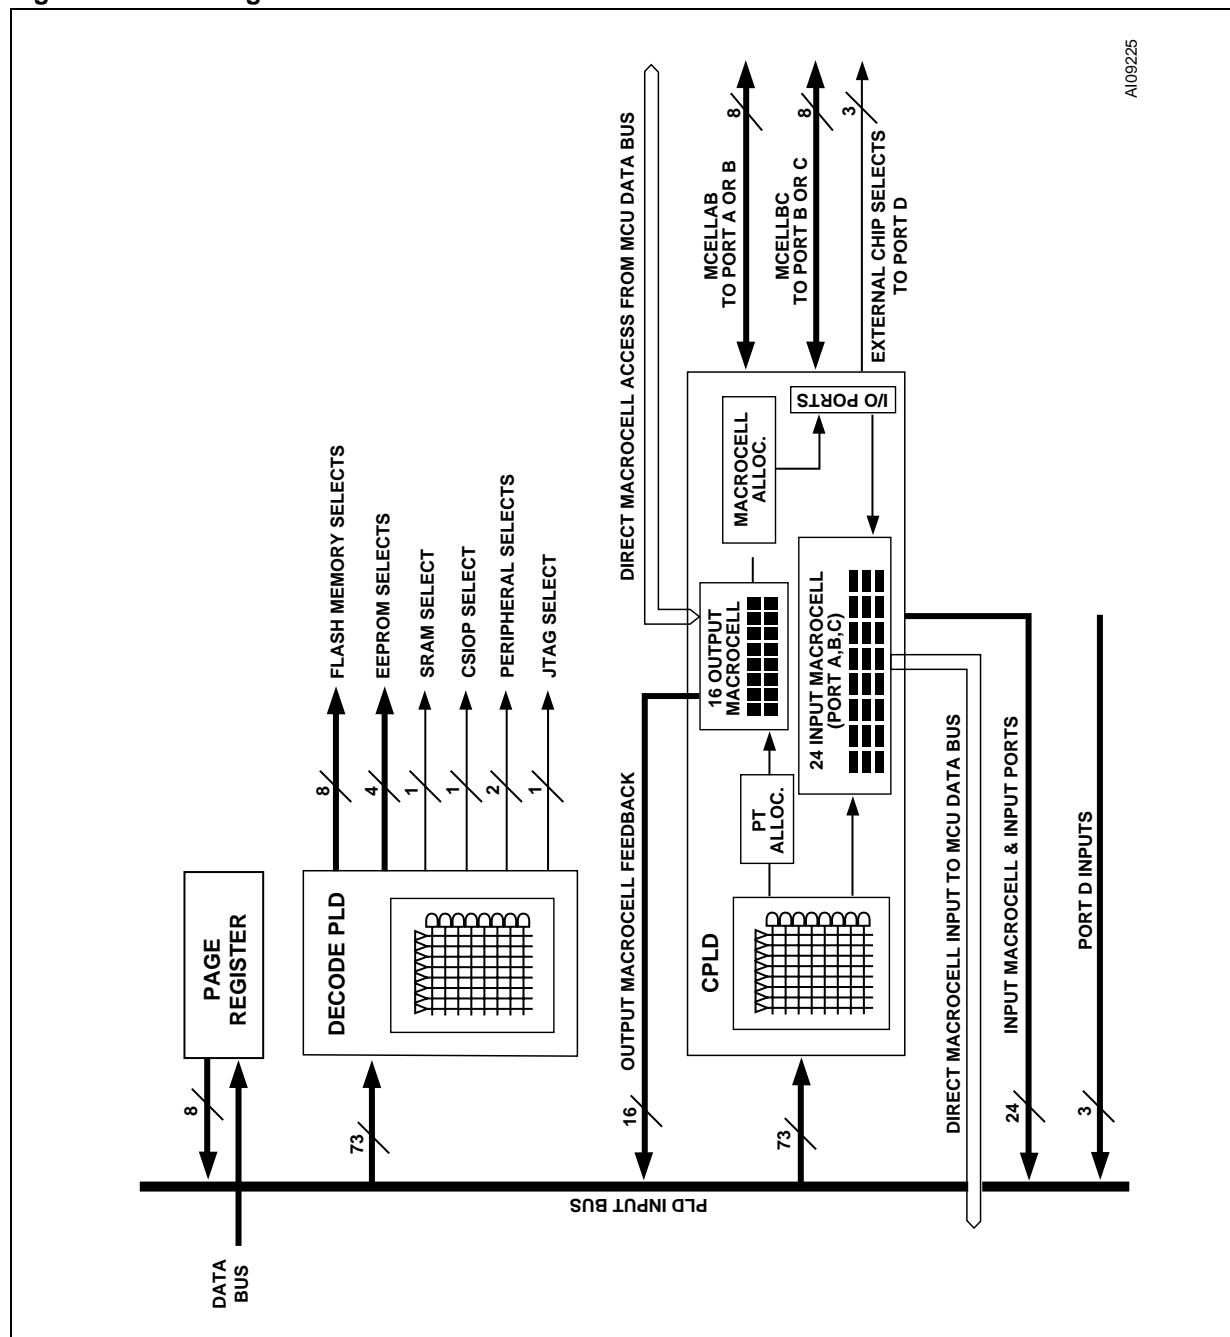 AI09225
DATA
BUS
8
PAGE
REGISTER
73
DECODE PLD
8
FLASH MEMORY SELECTS
4
EEPROM SELECTS
1
SRAM SELECT
1
CSIOP SELECT
2
PERIPHERAL SELECTS
1
JTAG SELECT
PLD INPUT BUS
16
OUTPUT MACROCELL FEEDBACK
DIRECT MACROCELL ACCESS FROM MCU DATA BUS
73
CPLD
PT
ALLOC.
16 OUTPUT
MACROCELL
MACROCELL
ALLOC.
24 INPUT MACROCELL
(PORT A,B,C)
I/O PORTS
MCELLAB
TO PORT A OR B
8
MCELLBC
TO PORT B OR C
8
EXTERNAL CHIP SELECTS
TO PORT D
3
DIRECT MACROCELL INPUT TO MCU DATA BUS
24
INPUT MACROCELL & INPUT PORTS
3
PORT D INPUTS